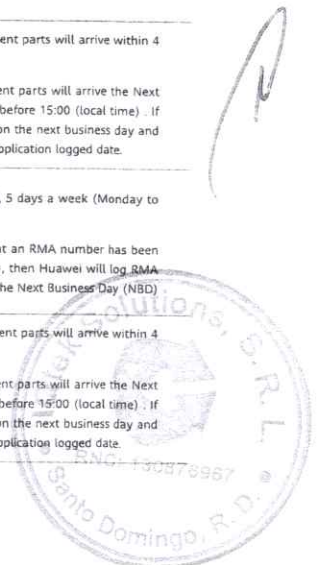 ent parts will arrive within 4
ent parts will arrive the Next
before 15:00 (local time) . If
on the next business day and
pplication logged date.
, 5 days a week (Monday to
at an RMA number has been
, then Huawei will log RMA
he Next Business Day (NBD)
ent parts will arrive within 4
ent parts will arrive the Next
before 15:00 (local time) . If
on the next business day and
pplication logged date.
Solutions, S.R.L.
RNC: 130876967
Santo Domingo, R. D.